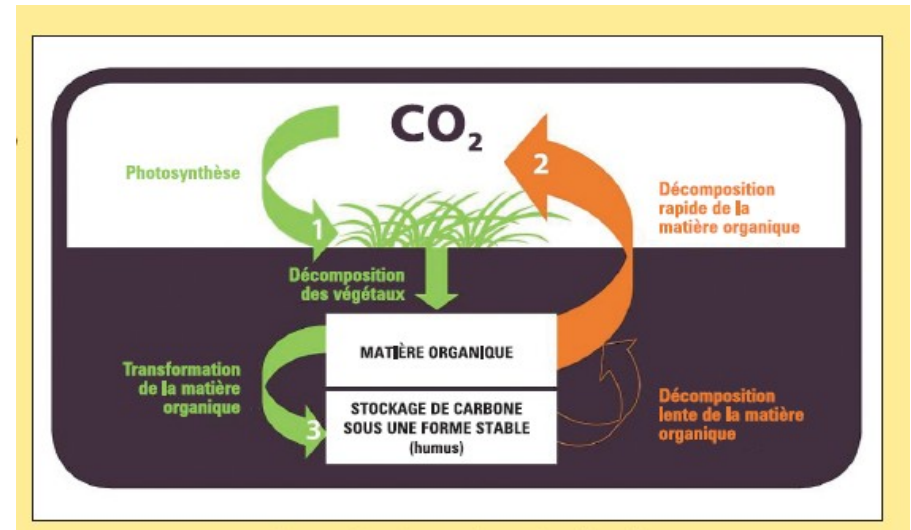 CO₂
Photosynthèse
1
2
Décomposition
rapide de la
matière organique
Décomposition
des végétaux
MATIÈRE ORGANIQUE
Transformation
de la matière
organique
3
STOCKAGE DE CARBONE
SOUS UNE FORME STABLE
(humus)
Décomposition
lente de la matière
organique